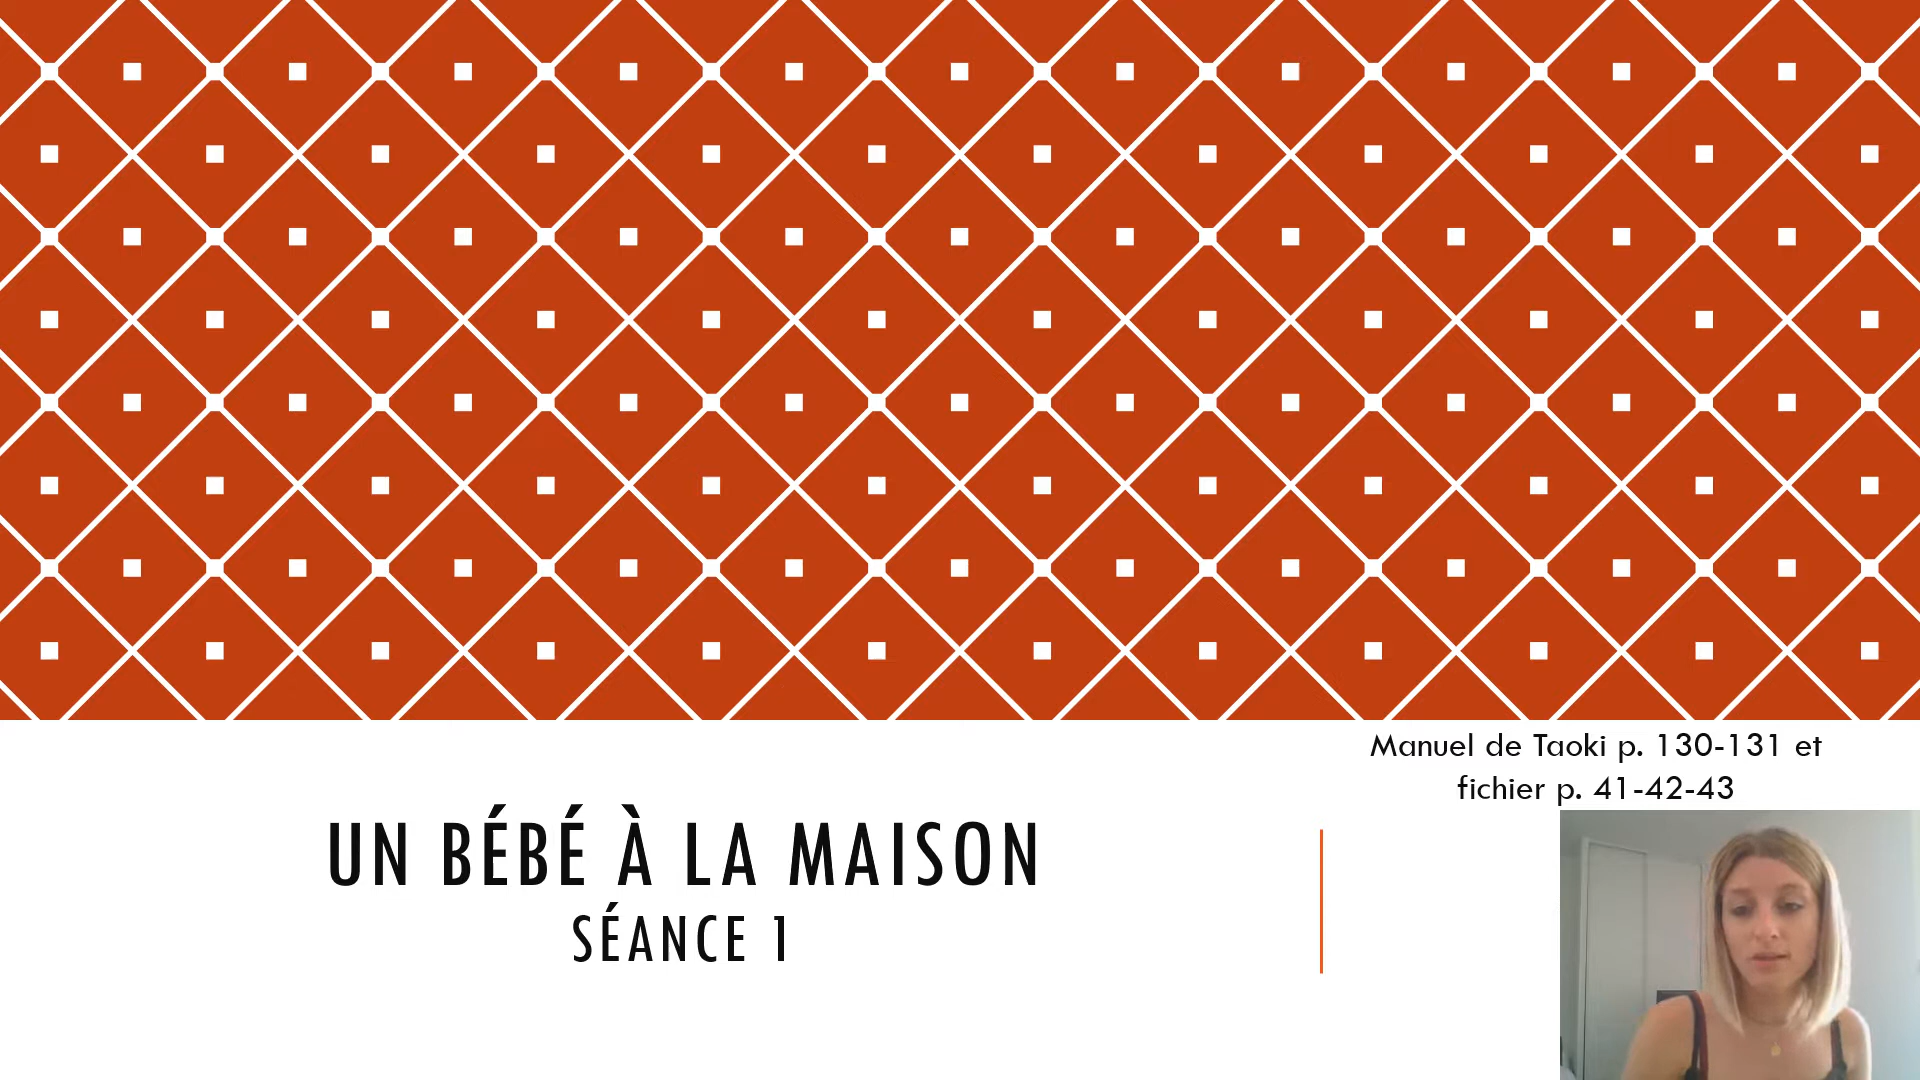 Manuel de Taoki p. 130-131 et
fichier p. 41-42-43
UN BÉBÉ À LA MAISON
SÉANCE 1